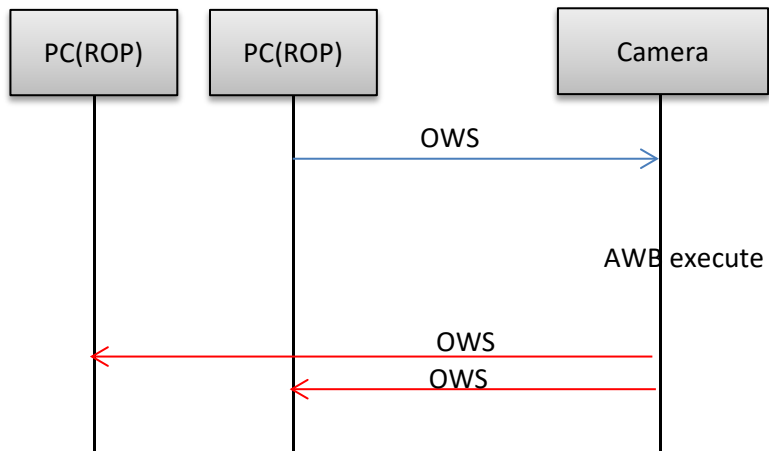 PC(ROP)
PC(ROP)
Camera
OWS
AWB execute
OWS
OWS